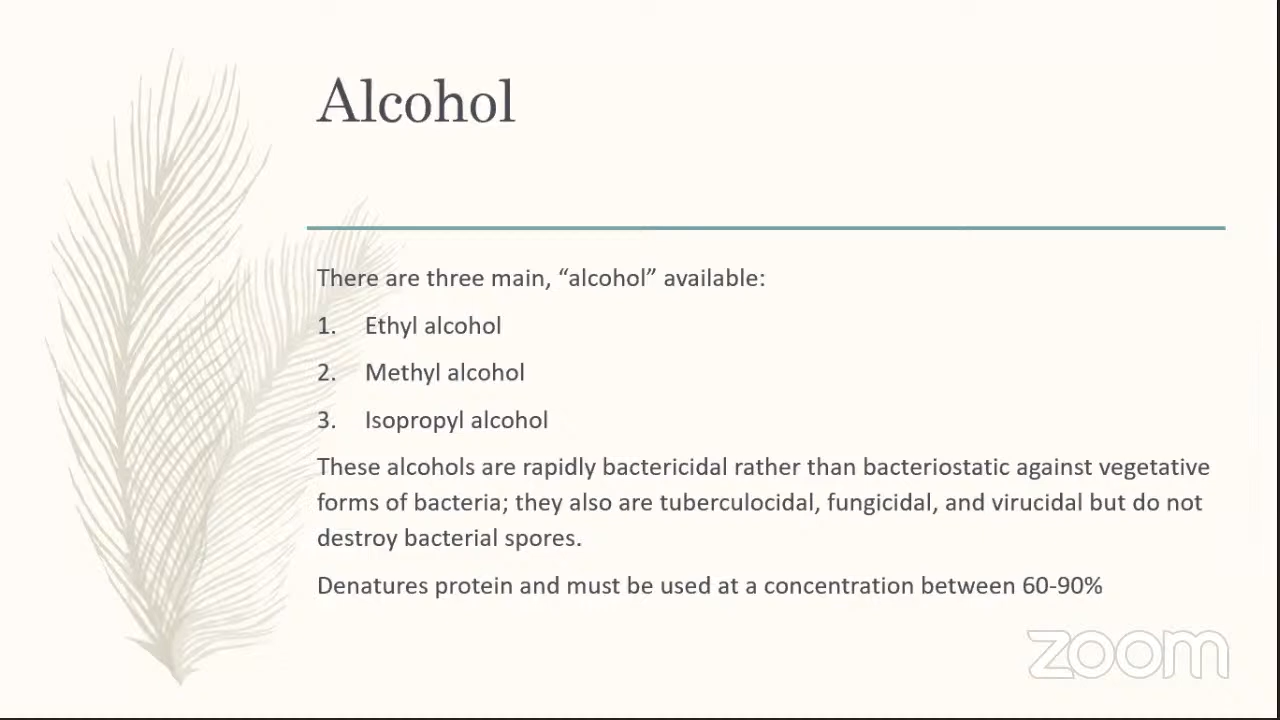 Alcohol
There are three main, “alcohol” available:
1. Ethyl alcohol
2. Methyl alcohol
3. Isopropyl alcohol
These alcohols are rapidly bactericidal rather than bacteriostatic against vegetative
forms of bacteria; they also are tuberculocidal, fungicidal, and virucidal but do not
destroy bacterial spores.
Denatures protein and must be used at a concentration between 60-90%
zoom